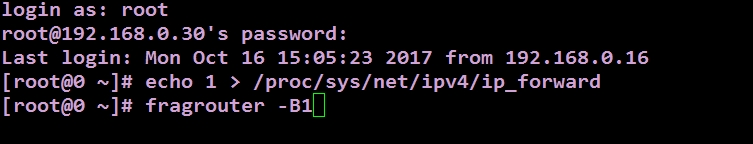 login as: root
root@192.168.0.30's password:
Last login: Mon Oct 16 15:05:23 2017 from 192.168.0.16
[root@0 ~]# echo 1 > /proc/sys/net/ipv4/ip_forward
[root@0 ~]# fragrouter -B1